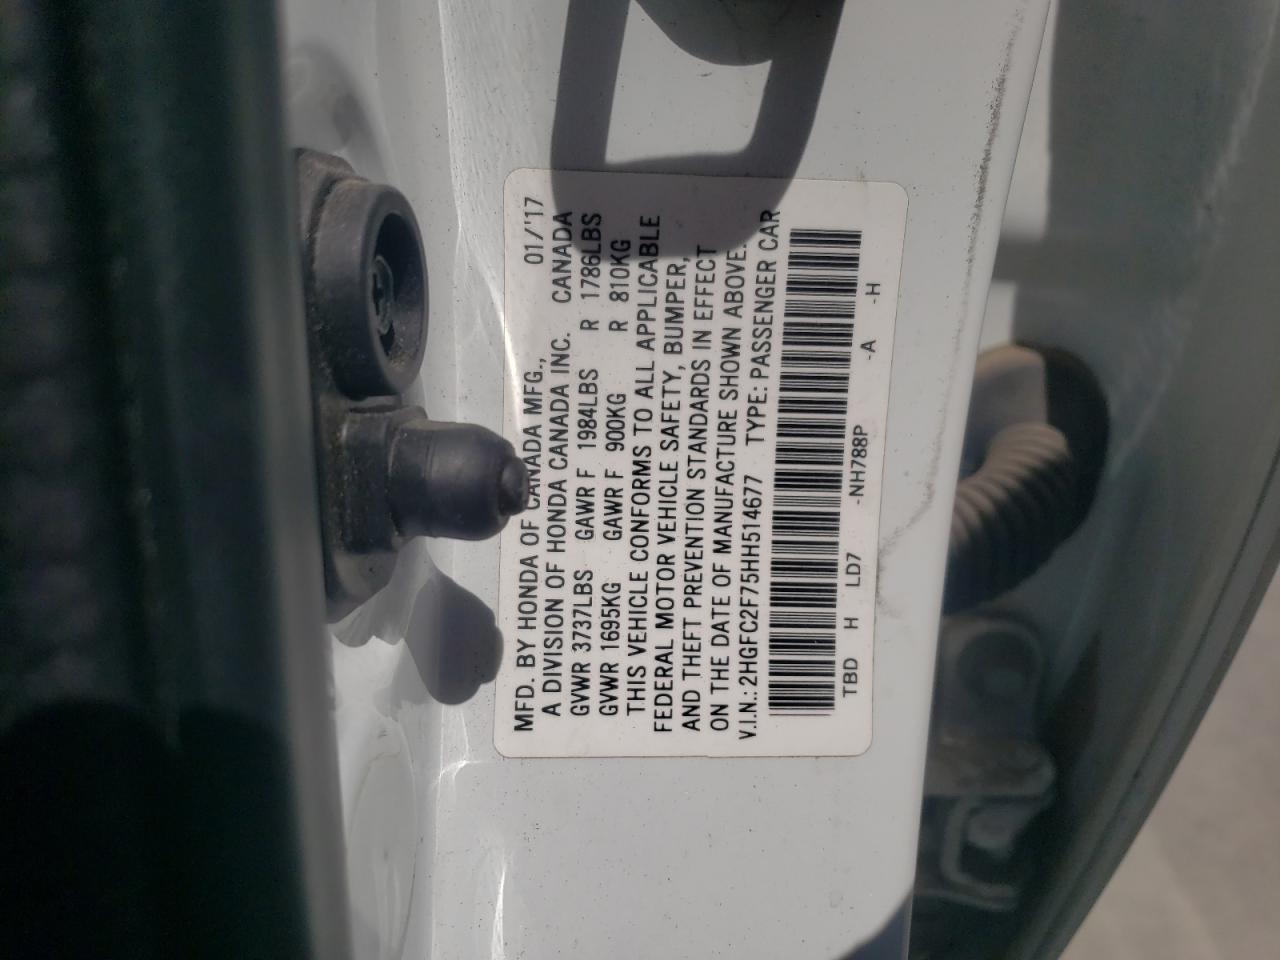 MFD. BY HONDA OF CANADA MFG., 01/'17
A DIVISION OF HONDA CANADA INC. CANADA
GVWR 3737LBS GAWR F 1984LBS R 1786LBS
GVWR 1695KG GAWR F 900KG R 810KG
THIS VEHICLE CONFORMS TO ALL APPLICABLE
FEDERAL MOTOR VEHICLE SAFETY, BUMPER,
AND THEFT PREVENTION STANDARDS IN EFFECT
ON THE DATE OF MANUFACTURE SHOWN ABOVE.
V.I.N.: 2HGFC2F75HH514677 TYPE: PASSENGER CAR
TBD H LD7 -NH788P -A -H